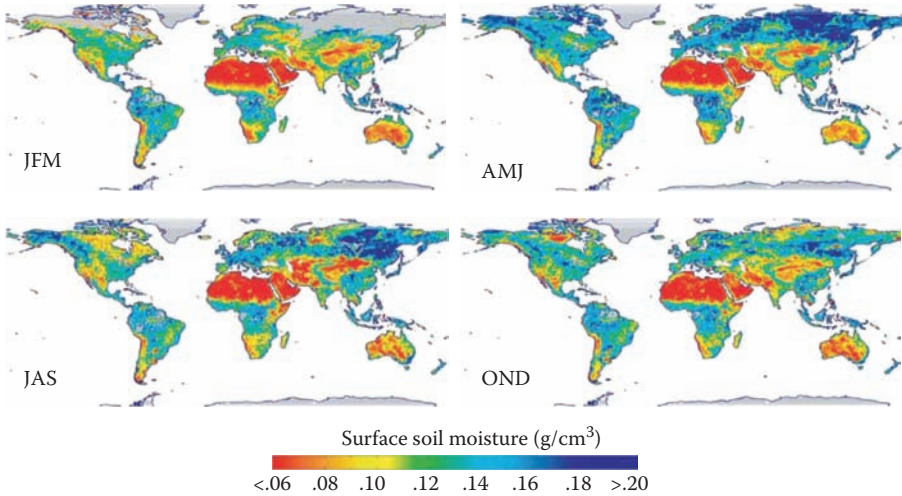 JFM
AMJ
JAS
OND
Surface soil moisture (g/cm³)
<.06 .08 .10 .12 .14 .16 .18 >.20